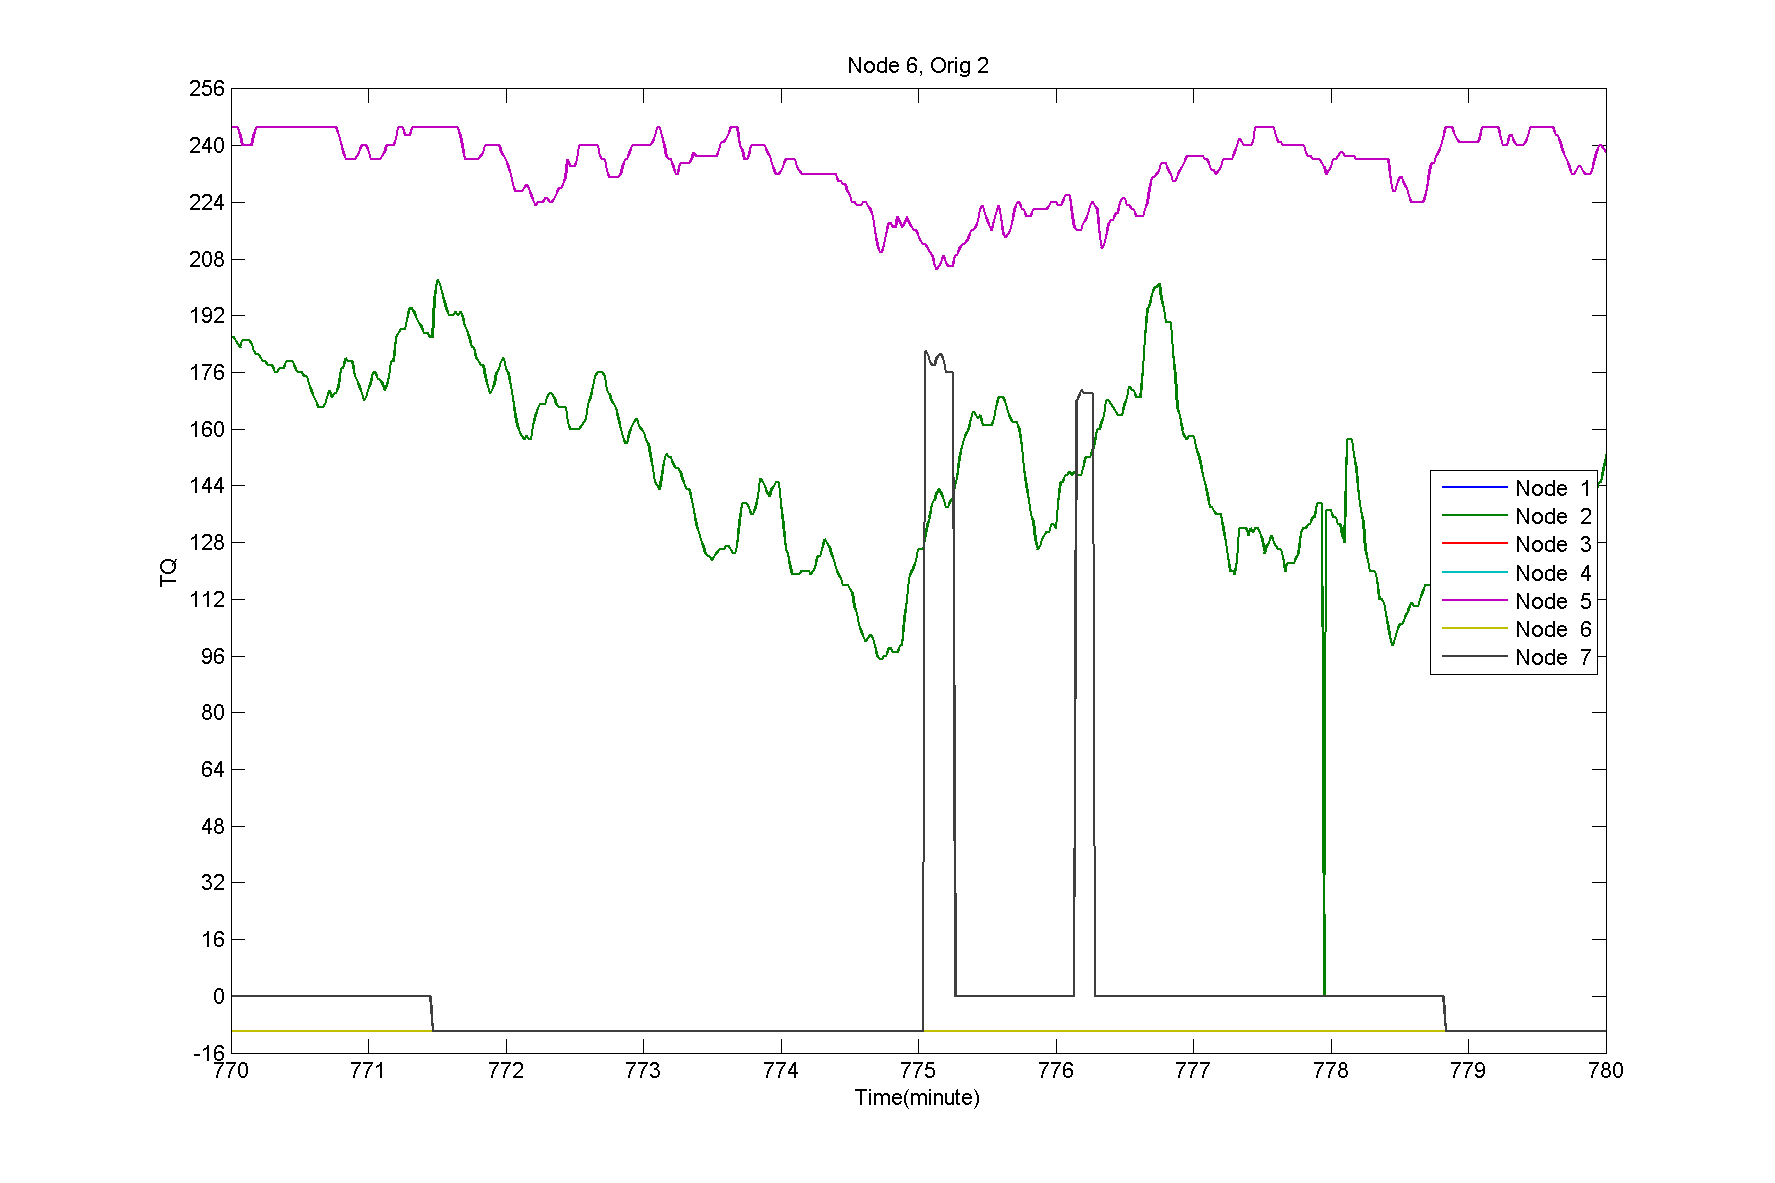 Node 6, Orig 2
256
240
224
208
192
176
160
144
128
112
96
80
64
48
32
16
0
-16
TQ
Node 1
Node 2
Node 3
Node 4
Node 5
Node 6
Node 7
770 771 772 773 774 775 776 777 778 779 780
Time(minute)